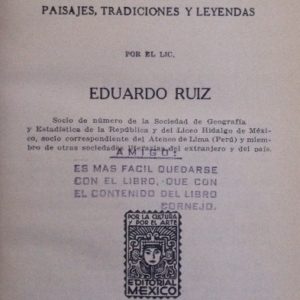 PAISAJES, TRADICIONES Y LEYENDAS
POR EL LIC.
EDUARDO RUIZ
Socio de número de la Sociedad de Geografía
y Estadística de la República y del Liceo Hidalgo de Méxi-
co, socio correspondiente del Ateneo de Lima (Perú) y miem-
bro de otras sociedades literarias del extranjero y del país.
AMIGO:
ES MAS FACIL QUEDARSE
CON EL LIBRO, QUE CON
EL CONTENIDO DEL LIBRO
CORNEJO.
POR LA CULTURA
Y POR EL ARTE
EDITORIAL
MEXICO